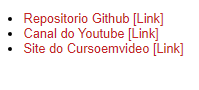 Repositorio Github [Link]
Canal do Youtube [Link]
Site do Cursoemvideo [Link]